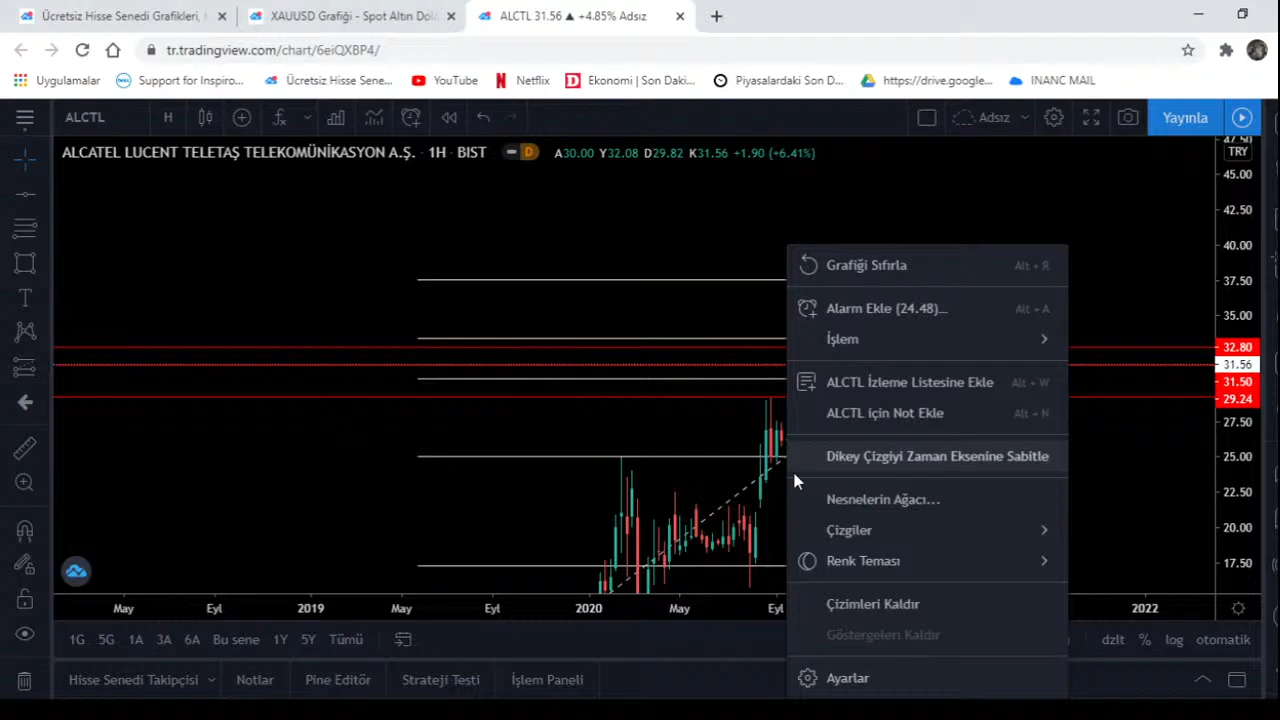 Ücretsiz Hisse Senedi Grafikleri,
XAUUSD Grafiği - Spot Altın Dol
ALCTL 31.56 ▲ +4.85% Adsız
tr.tradingview.com/chart/6eiQXBP4/
Uygulamalar
Support for Inspiro...
Ücretsiz Hisse Sene...
YouTube
Netflix
Ekonomi | Son Daki...
Piyasalardaki Son D...
https://drive.google...
INANC MAIL
ALCTL
H
Adsız
Yayınla
ALCATEL LUCENT TELETAŞ TELEKOMÜNİKASYON A.Ş. · 1H · BIST
D
A30.00 Y32.08 D29.82 K31.56 +1.90 (+6.41%)
47.50
TRY
45.00
42.50
40.00
37.50
35.00
32.80
31.56
31.50
29.24
27.50
25.00
22.50
20.00
17.50
Grafiği Sıfırla Alt + R
Alarm Ekle (24.48)... Alt + A
İşlem
ALCTL İzleme Listesine Ekle Alt + W
ALCTL için Not Ekle Alt + N
Dikey Çizgiyi Zaman Eksenine Sabitle
Nesnelerin Ağacı...
Çizgiler
Renk Teması
Çizimleri Kaldır
Göstergeleri Kaldır
Ayarlar
May
Eyl
2019
May
Eyl
2020
May
Eyl
2022
1G 5G 1A 3A 6A Bu sene 1Y 5Y Tümü
dzlt % log otomatik
Hisse Senedi Takipçisi
Notlar
Pine Editör
Strateji Testi
İşlem Paneli